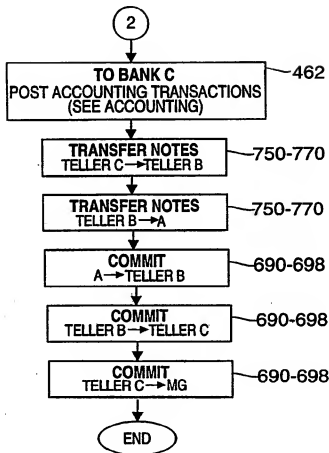 2
TO BANK C
POST ACCOUNTING TRANSACTIONS
(SEE ACCOUNTING)
462
TRANSFER NOTES
TELLER C→TELLER B
750-770
TRANSFER NOTES
TELLER B→A
750-770
COMMIT
A→TELLER B
690-698
COMMIT
TELLER B→TELLER C
690-698
COMMIT
TELLER C→MG
690-698
END